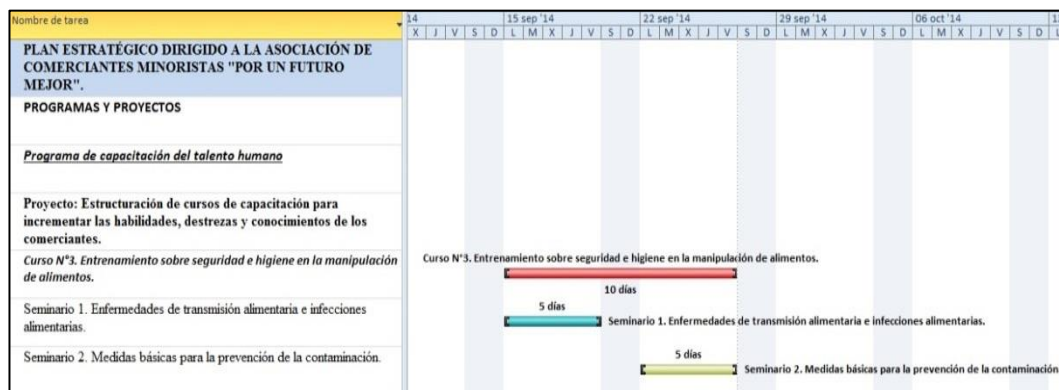 Nombre de tarea
14
15 sep '14
22 sep '14
29 sep '14
06 oct '14
X J V S D L M X J V S D L M X J V S D L M X J V S D L M X J V S D L
PLAN ESTRATÉGICO DIRIGIDO A LA ASOCIACIÓN DE
COMERCIANTES MINORISTAS "POR UN FUTURO
MEJOR".
PROGRAMAS Y PROYECTOS
Programa de capacitación del talento humano
Proyecto: Estructuración de cursos de capacitación para
incrementar las habilidades, destrezas y conocimientos de los
comerciantes.
Curso N°3. Entrenamiento sobre seguridad e higiene en la manipulación
de alimentos.
Curso N°3. Entrenamiento sobre seguridad e higiene en la manipulación de alimentos.
10 días
Seminario 1. Enfermedades de transmisión alimentaria e infecciones
alimentarias.
5 días
Seminario 1. Enfermedades de transmisión alimentaria e infecciones alimentarias.
Seminario 2. Medidas básicas para la prevención de la contaminación.
5 días
Seminario 2. Medidas básicas para la prevención de la contaminación